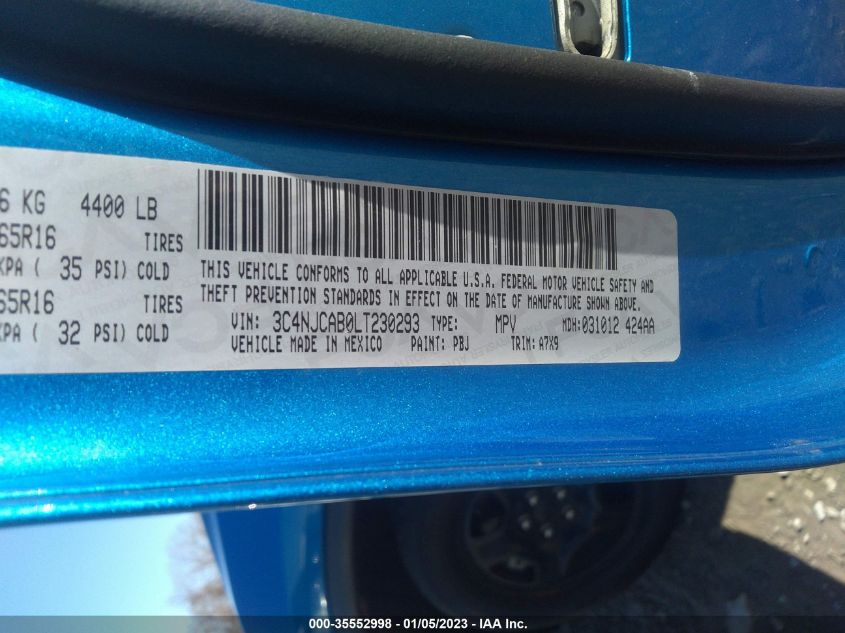 6 KG 4400 LB
65R16 TIRES
KPA ( 35 PSI) COLD
65R16 TIRES
KPA ( 32 PSI) COLD
THIS VEHICLE CONFORMS TO ALL APPLICABLE U.S.A. FEDERAL MOTOR VEHICLE SAFETY AND
THEFT PREVENTION STANDARDS IN EFFECT ON THE DATE OF MANUFACTURE SHOWN ABOVE.
VIN: 3C4NJCAB0LT230293 TYPE: MPV MDH:031012 424AA
VEHICLE MADE IN MEXICO PAINT: PBJ TRIM: A7X9
000-35552998 - 01/05/2023 - IAA Inc.